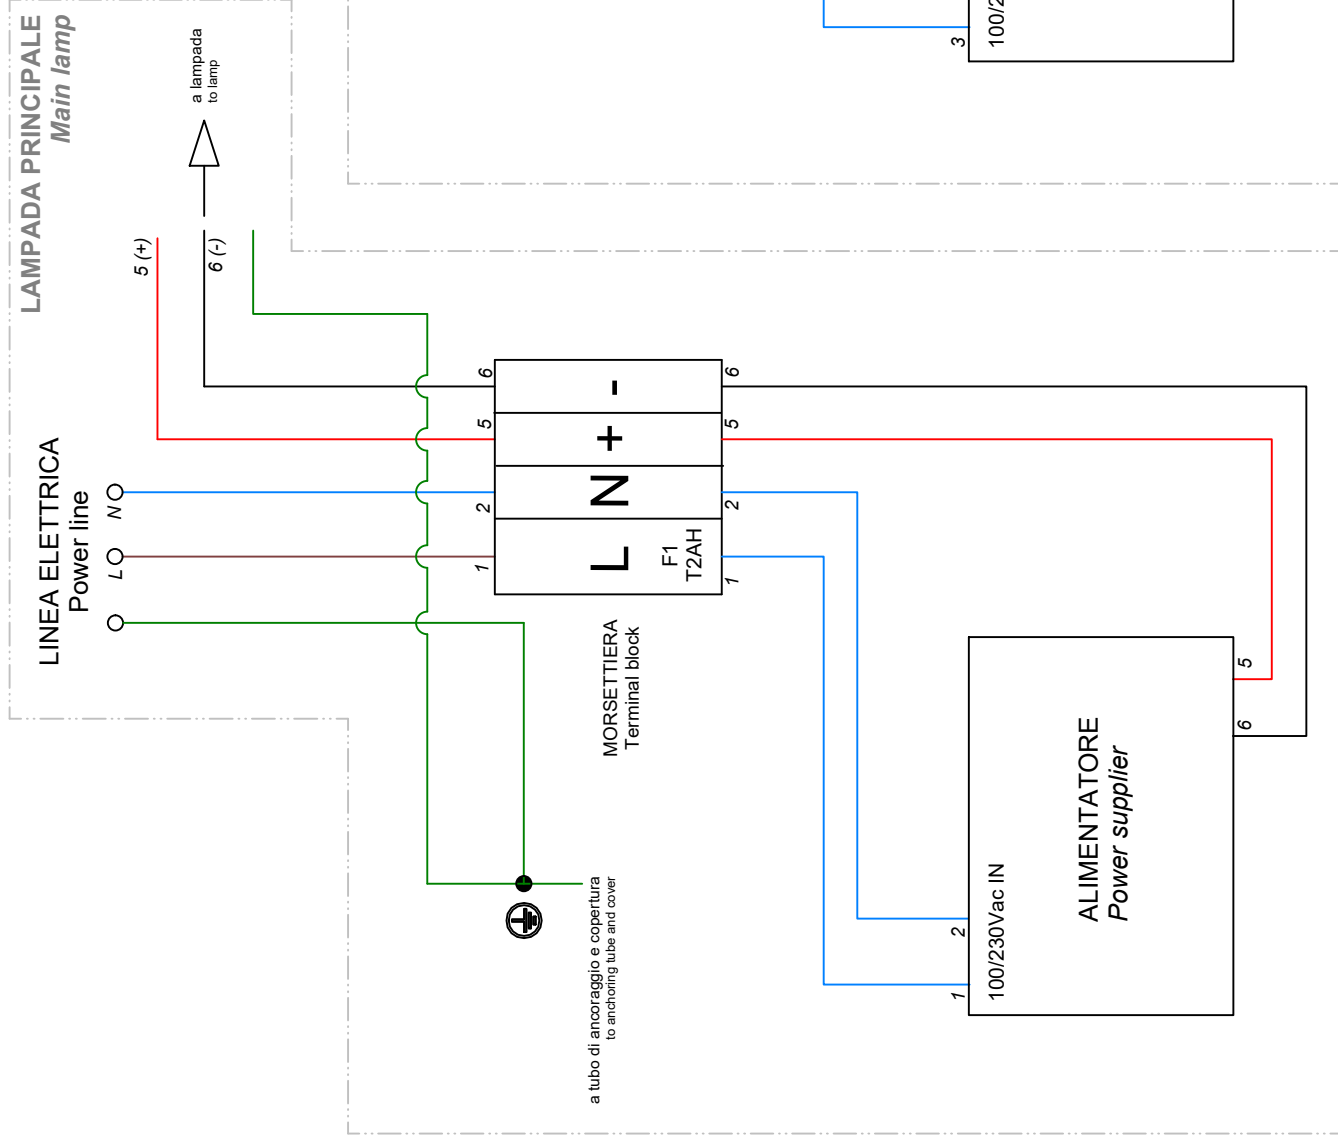 LAMPADA PRINCIPALE
Main lamp
a lampada
to lamp
5 (+)
6 (-)
LINEA ELETTRICA
Power line
N
L
6
5
2
1
-
+
N
L
F1
T2AH
6
5
2
1
MORSETTIERA
Terminal block
a tubo di ancoraggio e copertura
to anchoring tube and cover
ALIMENTATORE
Power supplier
100/230Vac IN
2
1
5
6
3
100/2